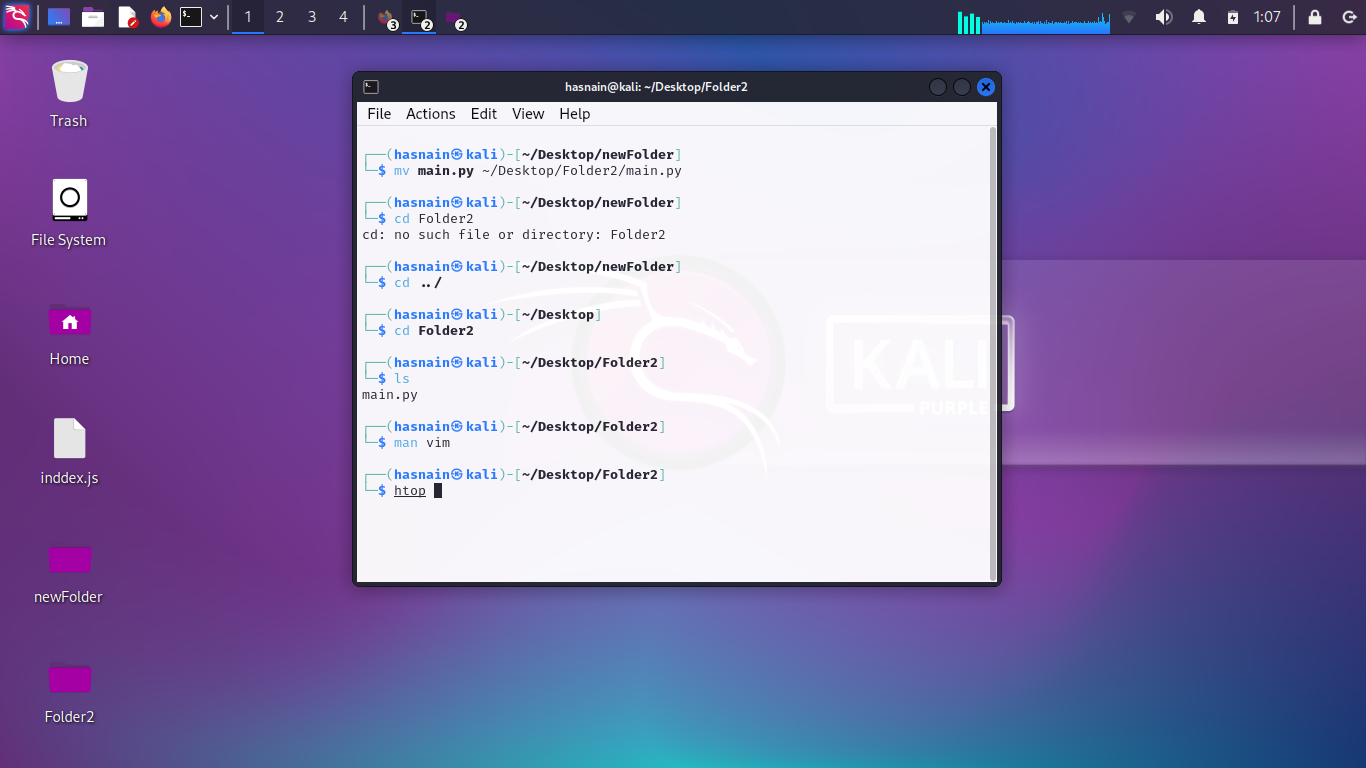 1 2 3 4 3 2 2 1:07
Trash
File System
Home
inddex.js
newFolder
Folder2
hasnain@kali: ~/Desktop/Folder2
File Actions Edit View Help
┌──(hasnain㉿kali)-[~/Desktop/newFolder]
└─$ mv main.py ~/Desktop/Folder2/main.py
┌──(hasnain㉿kali)-[~/Desktop/newFolder]
└─$ cd Folder2
cd: no such file or directory: Folder2
┌──(hasnain㉿kali)-[~/Desktop/newFolder]
└─$ cd ../
┌──(hasnain㉿kali)-[~/Desktop]
└─$ cd Folder2
┌──(hasnain㉿kali)-[~/Desktop/Folder2]
└─$ ls
main.py
┌──(hasnain㉿kali)-[~/Desktop/Folder2]
└─$ man vim
┌──(hasnain㉿kali)-[~/Desktop/Folder2]
└─$ htop
KALI
PURPLE